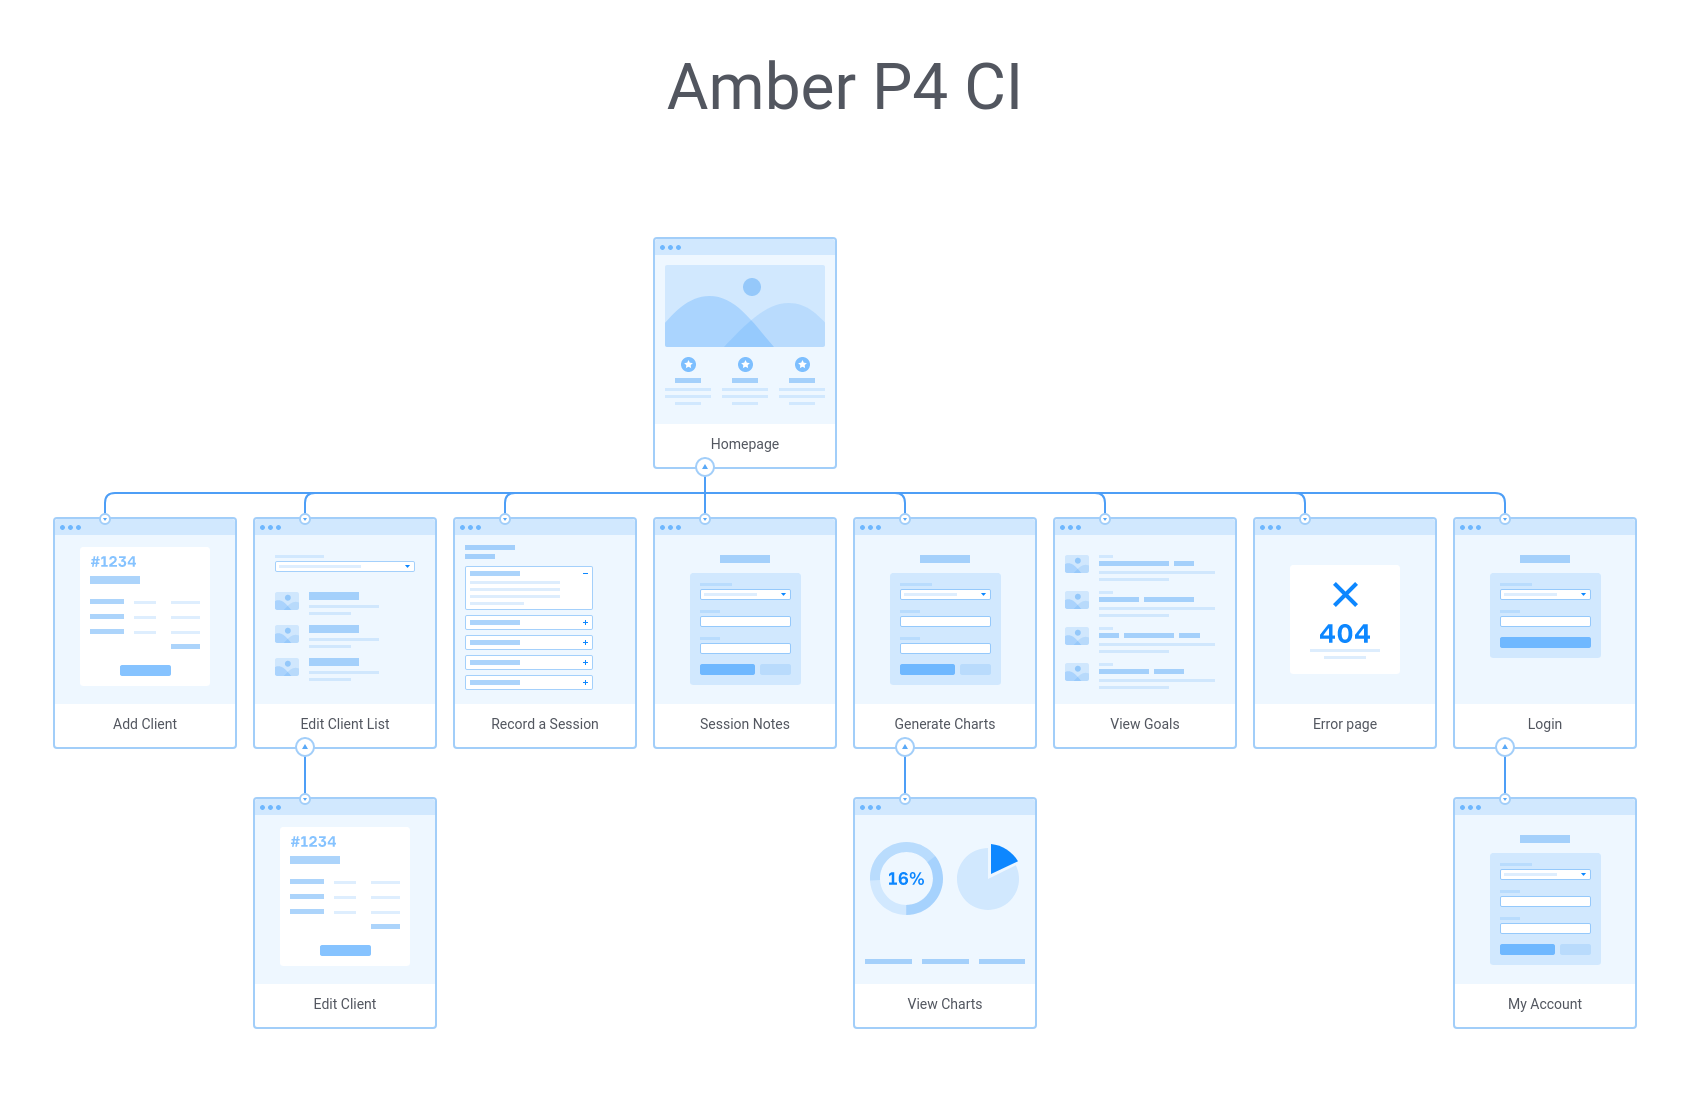 Amber P4 CI
Homepage
#1234
404
Add Client
Edit Client List
Record a Session
Session Notes
Generate Charts
View Goals
Error page
Login
#1234
16%
Edit Client
View Charts
My Account